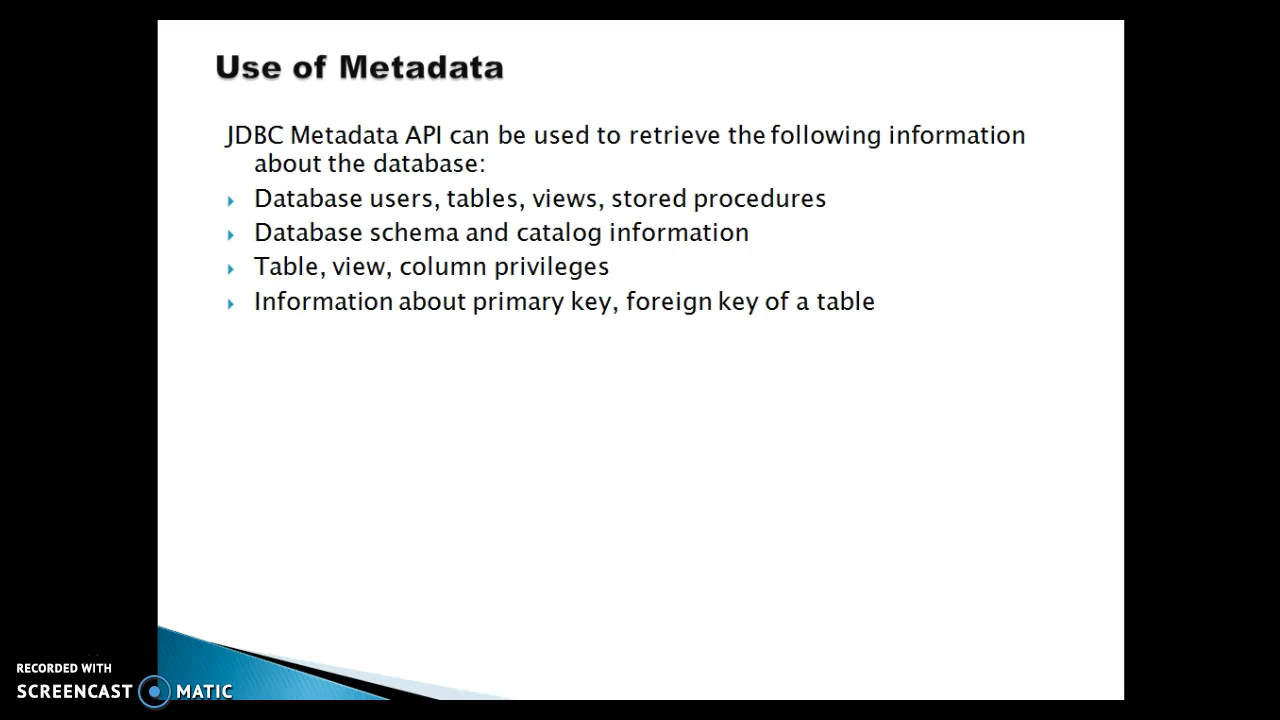 Use of Metadata
JDBC Metadata API can be used to retrieve the following information
about the database:
Database users, tables, views, stored procedures
Database schema and catalog information
Table, view, column privileges
Information about primary key, foreign key of a table
RECORDED WITH
SCREENCAST MATIC